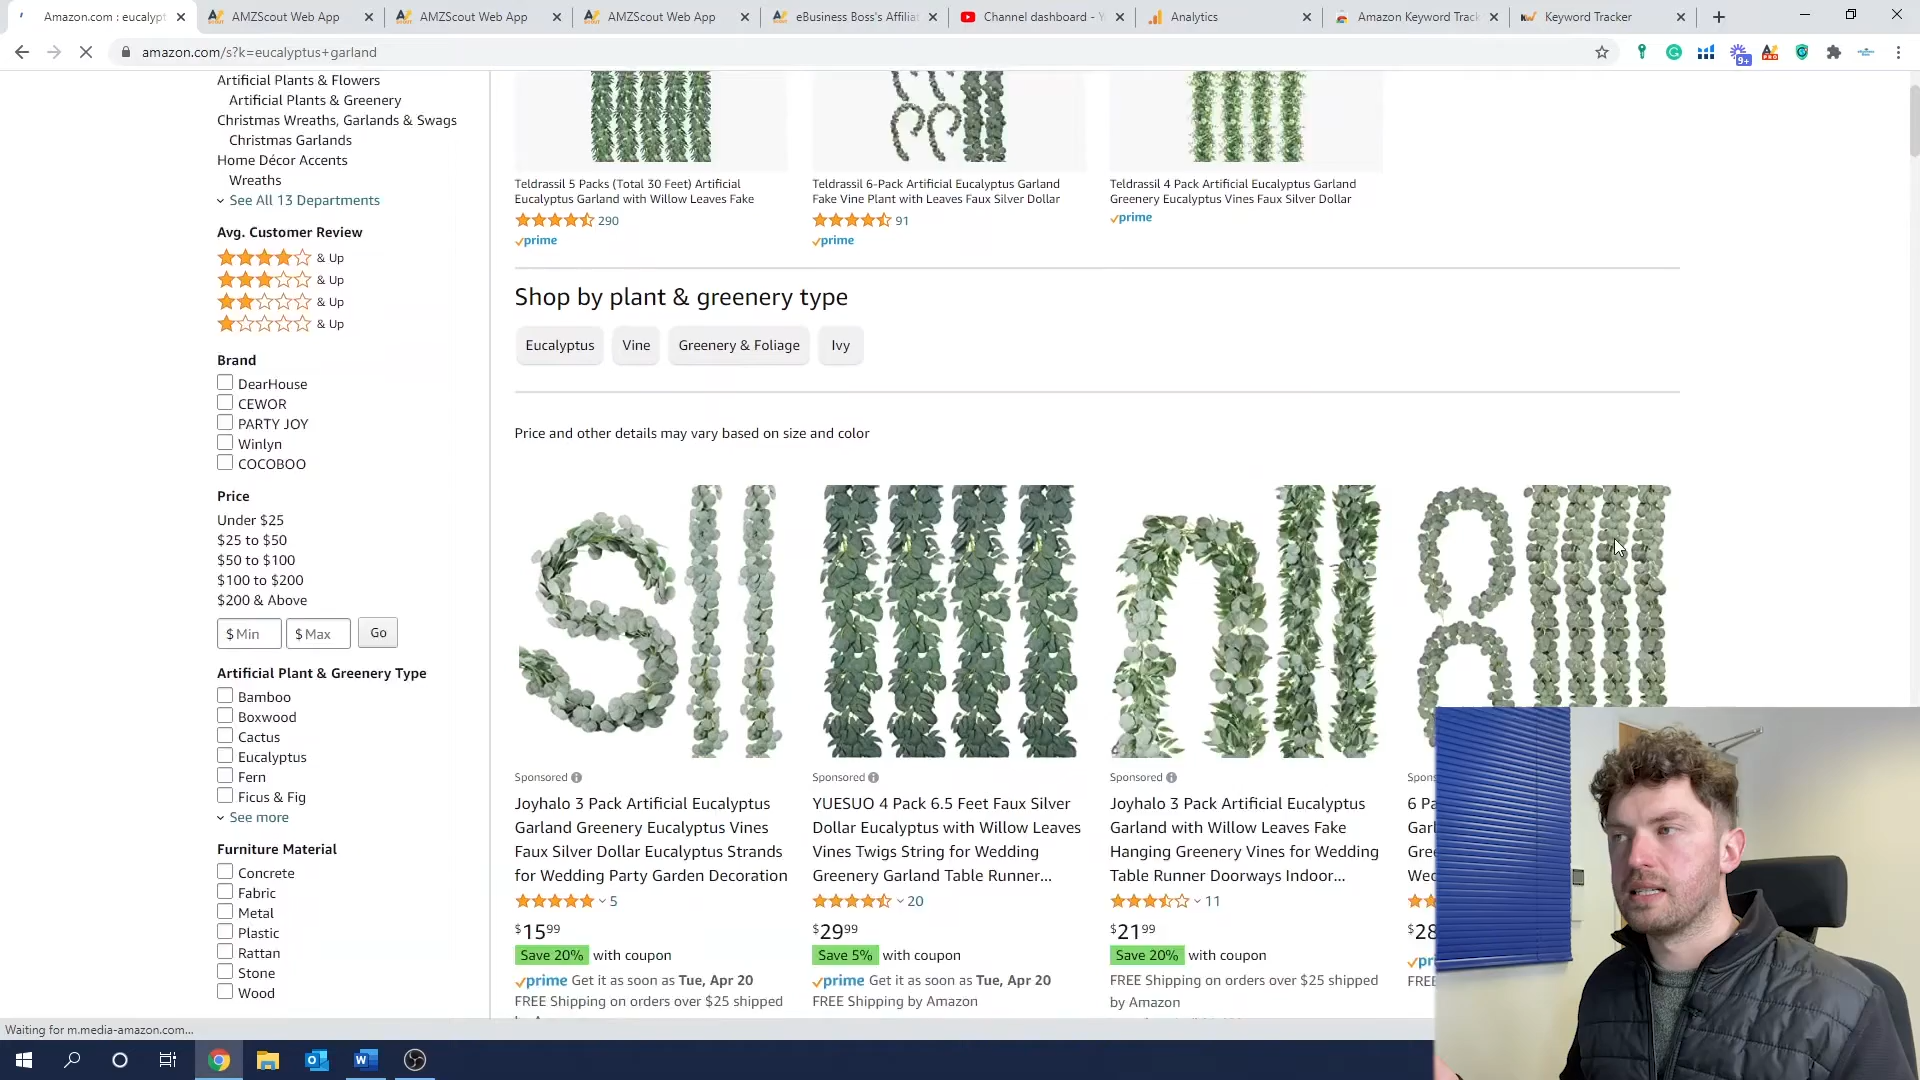 Amazon.com : eucalypt
AMZScout Web App
AMZScout Web App
AMZScout Web App
eBusiness Boss's Affilia
Channel dashboard - Y
Analytics
Amazon Keyword Track
Keyword Tracker
amazon.com/s?k=eucalyptus+garland
9+
PRO
Artificial Plants & Flowers
Artificial Plants & Greenery
Christmas Wreaths, Garlands & Swags
Christmas Garlands
Home Décor Accents
Wreaths
See All 13 Departments
Avg. Customer Review
& Up
& Up
& Up
& Up
Brand
DearHouse
CEWOR
PARTY JOY
Winlyn
COCOBOO
Price
Under $25
$25 to $50
$50 to $100
$100 to $200
$200 & Above
$ Min
$ Max
Go
Artificial Plant & Greenery Type
Bamboo
Boxwood
Cactus
Eucalyptus
Fern
Ficus & Fig
See more
Furniture Material
Concrete
Fabric
Metal
Plastic
Rattan
Stone
Wood
Teldrassil 5 Packs (Total 30 Feet) Artificial
Eucalyptus Garland with Willow Leaves Fake
290
prime
Teldrassil 6-Pack Artificial Eucalyptus Garland
Fake Vine Plant with Leaves Faux Silver Dollar
91
prime
Teldrassil 4 Pack Artificial Eucalyptus Garland
Greenery Eucalyptus Vines Faux Silver Dollar
prime
Shop by plant & greenery type
Eucalyptus
Vine
Greenery & Foliage
Ivy
Price and other details may vary based on size and color
Sponsored
Joyhalo 3 Pack Artificial Eucalyptus
Garland Greenery Eucalyptus Vines
Faux Silver Dollar Eucalyptus Strands
for Wedding Party Garden Decoration
5
$15.99
Save 20% with coupon
prime Get it as soon as Tue, Apr 20
FREE Shipping on orders over $25 shipped
Sponsored
YUESUO 4 Pack 6.5 Feet Faux Silver
Dollar Eucalyptus with Willow Leaves
Vines Twigs String for Wedding
Greenery Garland Table Runner...
20
$29.99
Save 5% with coupon
prime Get it as soon as Tue, Apr 20
FREE Shipping by Amazon
Sponsored
Joyhalo 3 Pack Artificial Eucalyptus
Garland with Willow Leaves Fake
Hanging Greenery Vines for Wedding
Table Runner Doorways Indoor...
11
$21.99
Save 20% with coupon
FREE Shipping on orders over $25 shipped
by Amazon
Spons
6 Pa
Garl
Gree
Wed
$28
pri
FREE
Waiting for m.media-amazon.com...